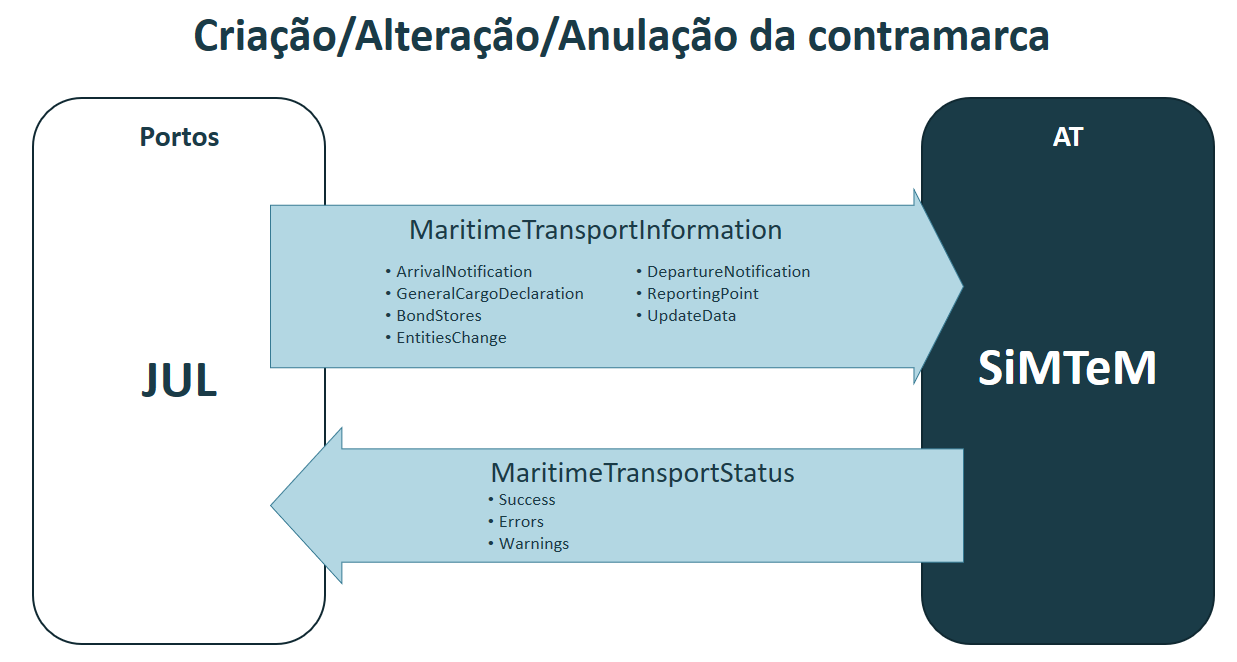 Criação/Alteração/Anulação da contramarca
Portos
AT
MaritimeTransportInformation
• ArrivalNotification
• GeneralCargoDeclaration
• BondStores
• EntitiesChange
• DepartureNotification
• ReportingPoint
• UpdateData
JUL
SiMTeM
MaritimeTransportStatus
• Success
• Errors
• Warnings